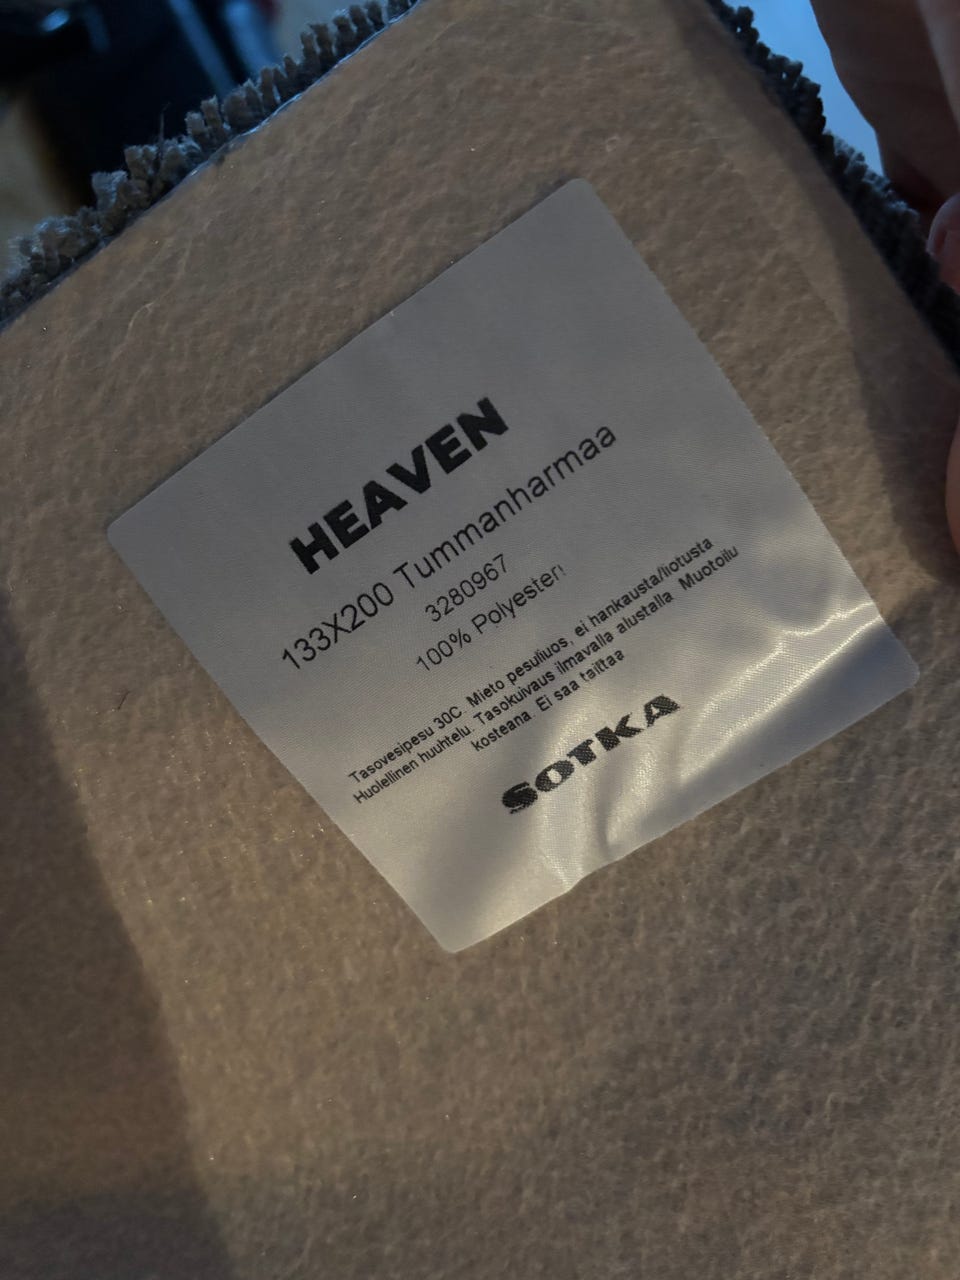 HEAVEN
133X200 Tummanharmaa
3280967
100% Polyesteri
Tasovesipesu 30C. Mieto pesuliuos, ei hankausta/liotusta
Huolellinen huuhtelu. Tasokuivaus ilmavalla alustalla Muotoilu
kosteana. Ei saa taittaa
SOTKA